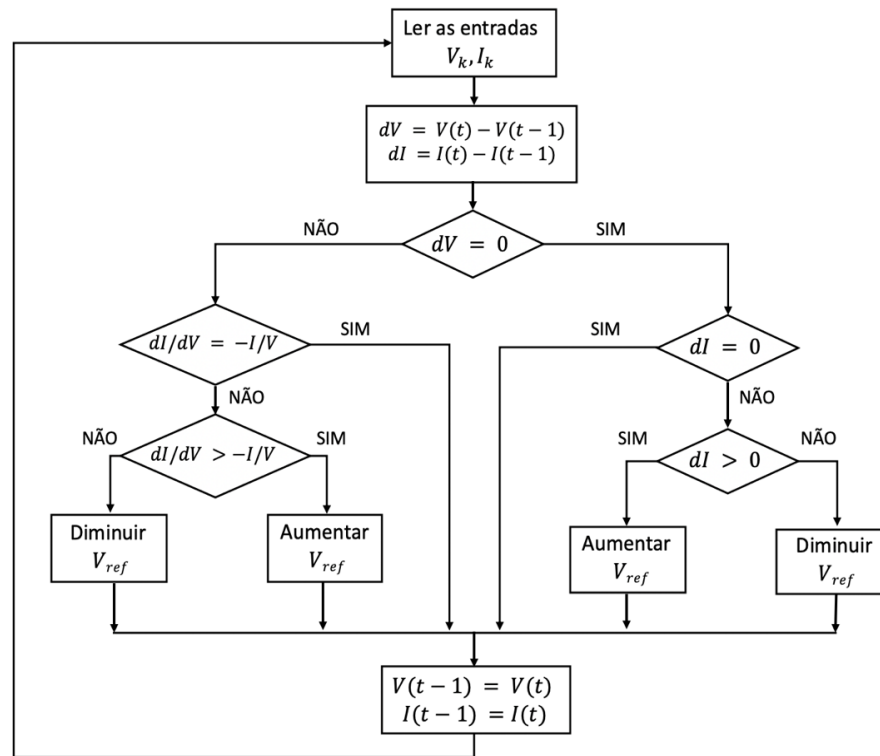 Ler as entradas
V_k, I_k
dV = V(t) − V(t − 1)
dI = I(t) − I(t − 1)
NÃO
SIM
dV = 0
dI/dV = −I/V
SIM
SIM
dI = 0
NÃO
NÃO
NÃO
dI/dV > −I/V
SIM
SIM
dI > 0
NÃO
Diminuir
V_ref
Aumentar
V_ref
Aumentar
V_ref
Diminuir
V_ref
V(t − 1) = V(t)
I(t − 1) = I(t)